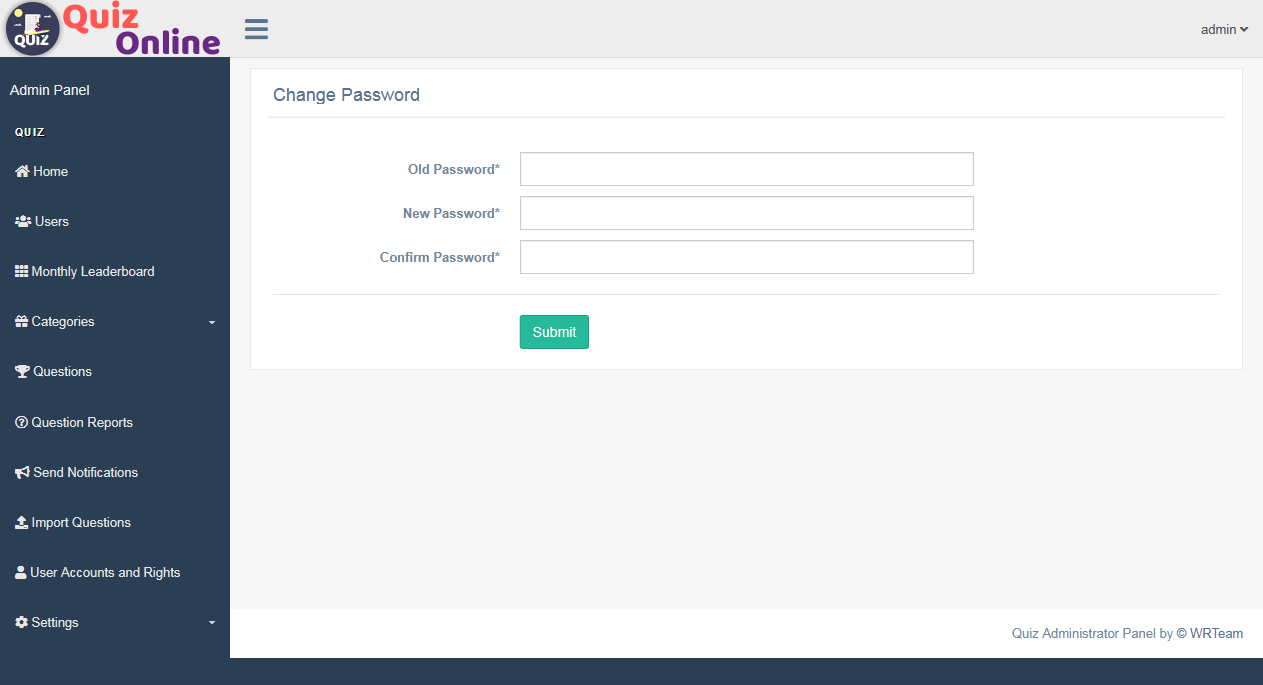 QUIZ
Quiz
Online
admin
Admin Panel
QUIZ
Home
Users
Monthly Leaderboard
Categories
Questions
Question Reports
Send Notifications
Import Questions
User Accounts and Rights
Settings
Change Password
Old Password*
New Password*
Confirm Password*
Submit
Quiz Administrator Panel by © WRTeam